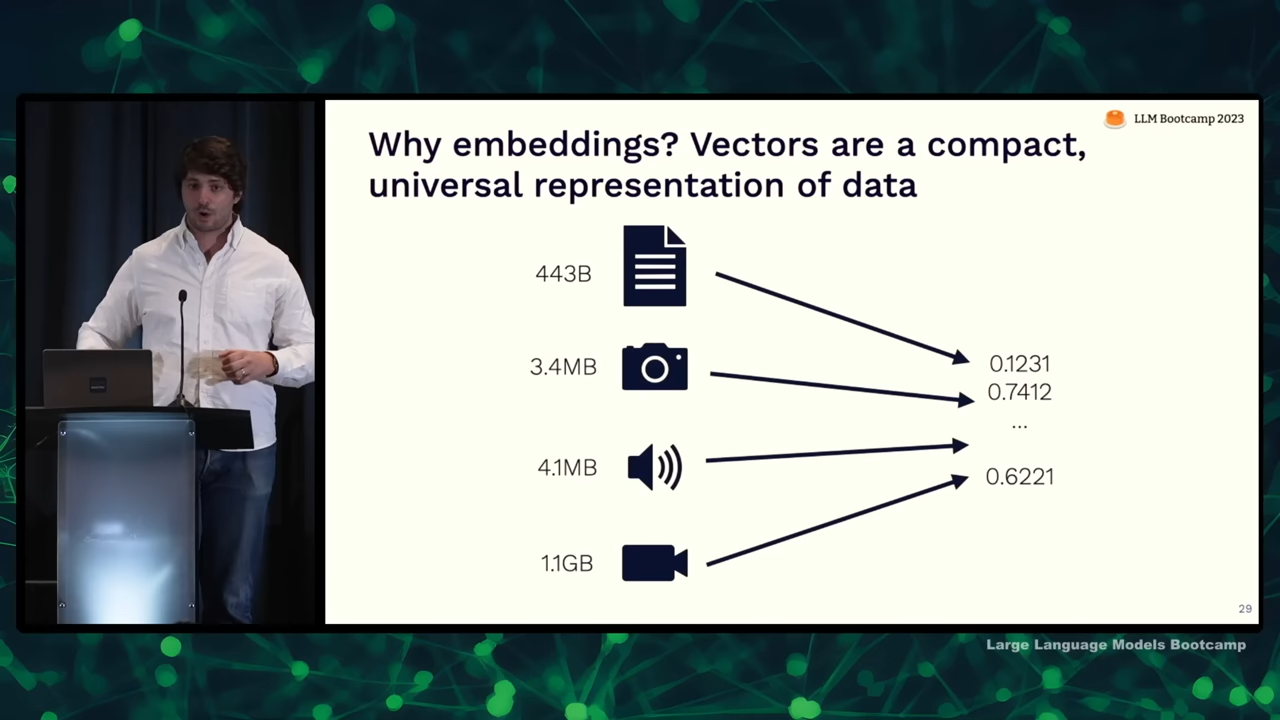 LLM Bootcamp 2023
Why embeddings? Vectors are a compact,
universal representation of data
443B
3.4MB
4.1MB
1.1GB
0.1231
0.7412
...
0.6221
29
Large Language Models Bootcamp